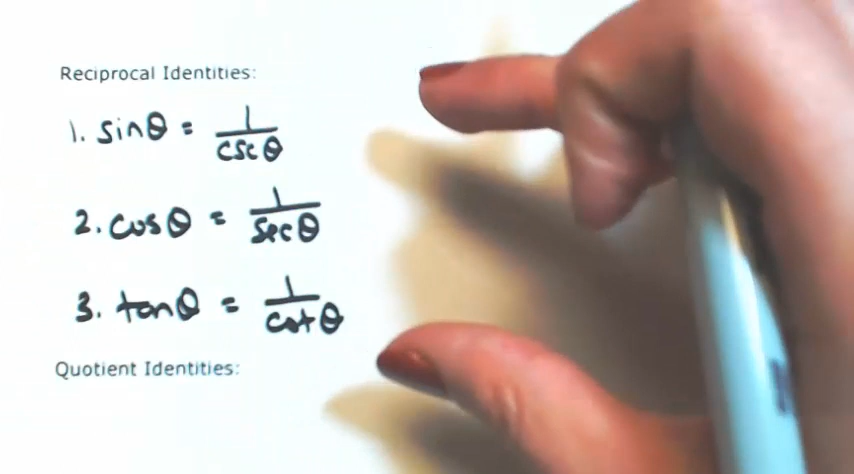 Reciprocal Identities:
1. sinθ = 1/cscθ
2. cosθ = 1/secθ
3. tanθ = 1/cotθ
Quotient Identities: